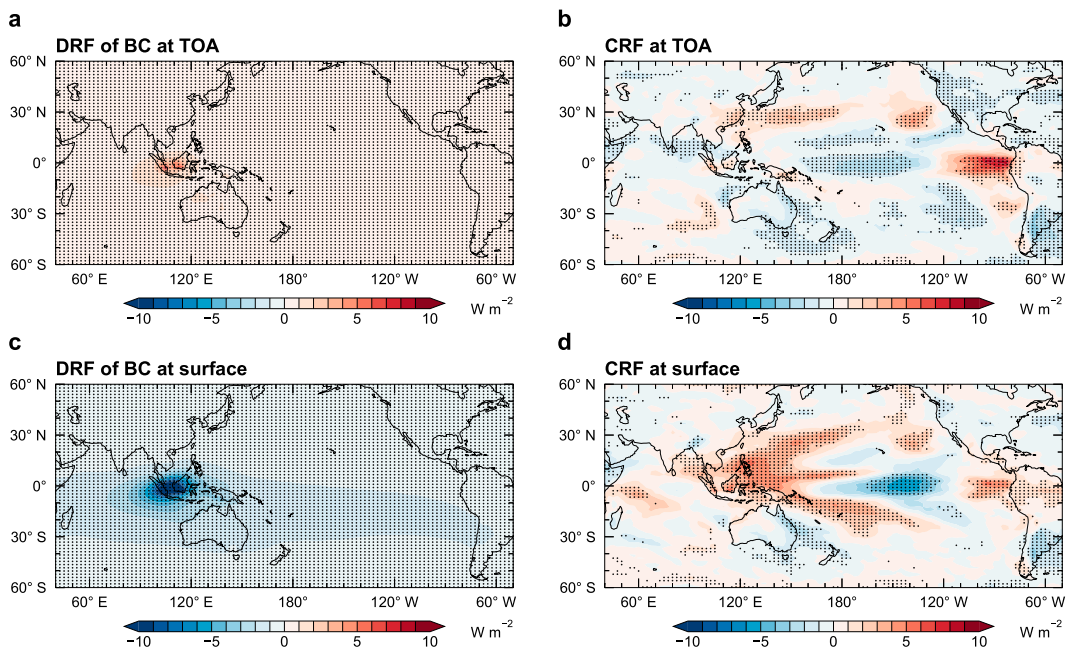 a
DRF of BC at TOA
60° N
30° N
0°
30° S
60° S
60° E
120° E
180°
120° W
60° W
−10
−5
0
5
10
W m⁻²
b
CRF at TOA
60° N
30° N
0°
30° S
60° S
60° E
120° E
180°
120° W
60° W
−10
−5
0
5
10
W m⁻²
c
DRF of BC at surface
60° N
30° N
0°
30° S
60° S
60° E
120° E
180°
120° W
60° W
−10
−5
0
5
10
W m⁻²
d
CRF at surface
60° N
30° N
0°
30° S
60° S
60° E
120° E
180°
120° W
60° W
−10
−5
0
5
10
W m⁻²